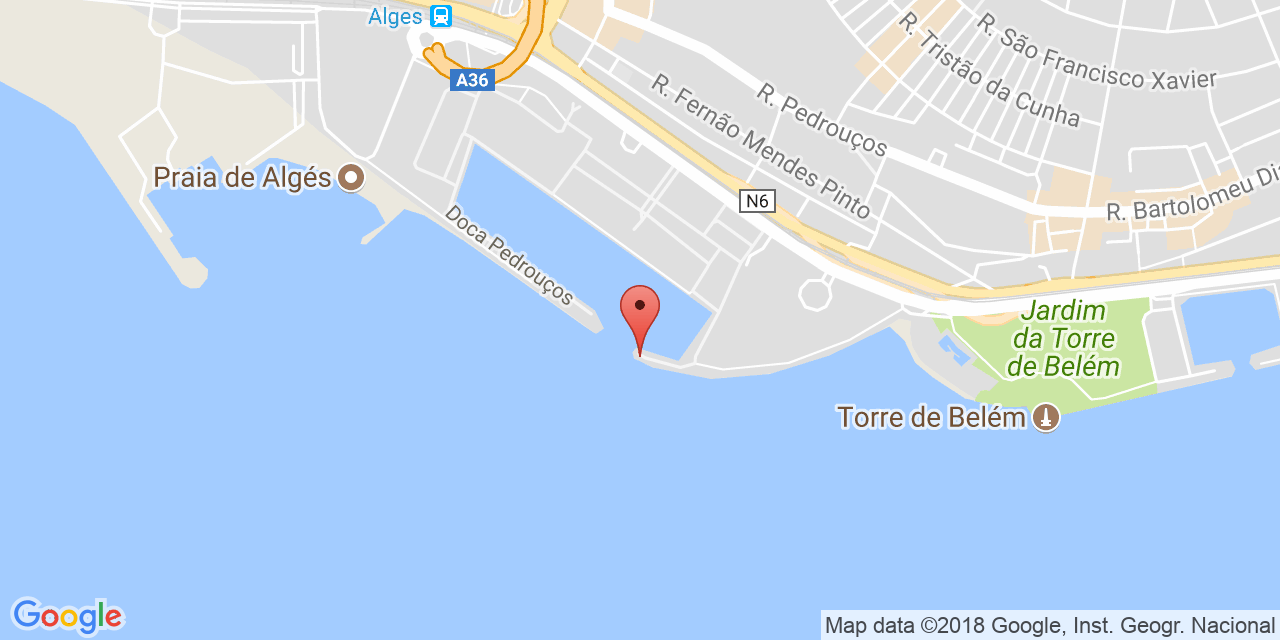 Alges
A36
R. São Francisco Xavier
R. Tristão da Cunha
R. Pedrouços
R. Fernão Mendes Pinto
Praia de Algés
N6
R. Bartolomeu Dia
Doca Pedrouços
Jardim
da Torre
de Belém
Torre de Belém
Google
Map data ©2018 Google, Inst. Geogr. Nacional